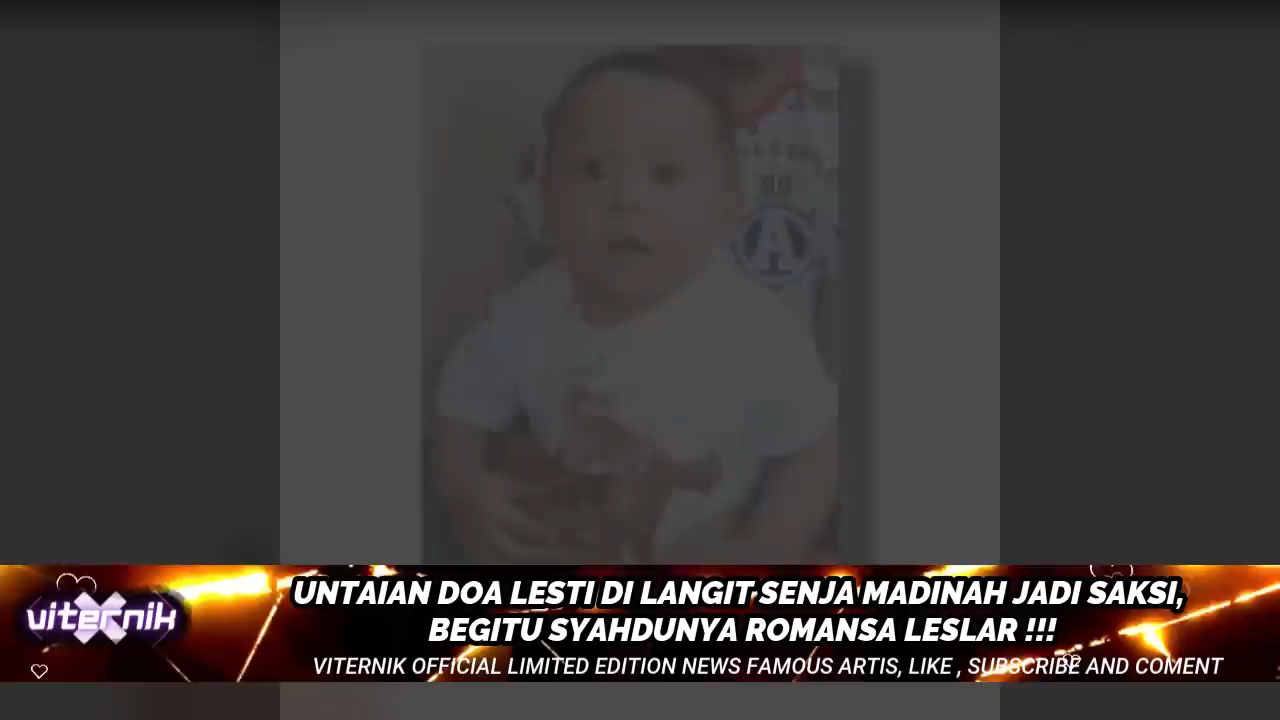 A
viternik
UNTAIAN DOA LESTI DI LANGIT SENJA MADINAH JADI SAKSI,
BEGITU SYAHDUNYA ROMANSA LESLAR !!!
VITERNIK OFFICIAL LIMITED EDITION NEWS FAMOUS ARTIS, LIKE , SUBSCRIBE AND COMENT